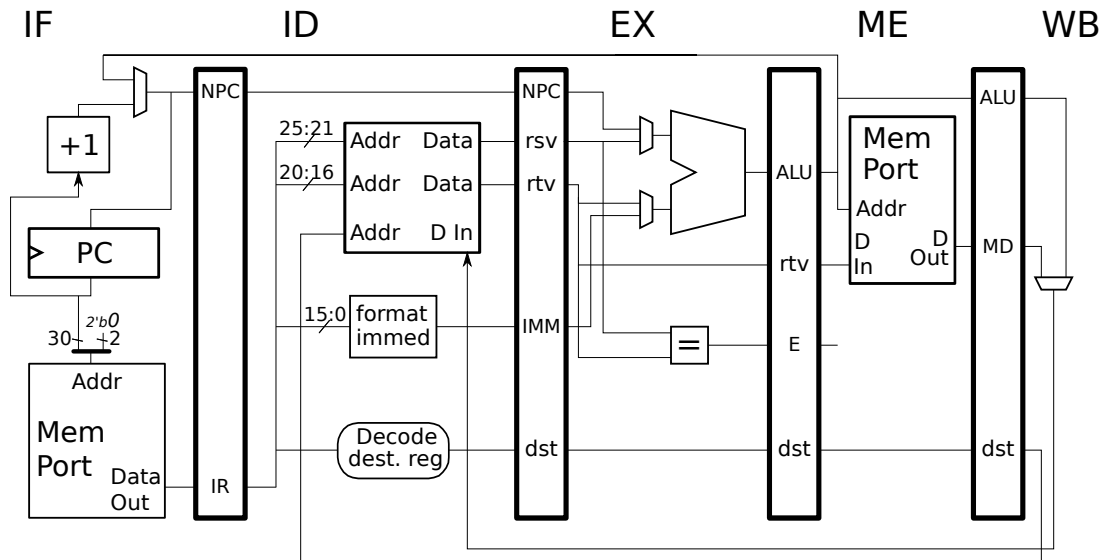 IF
ID
EX
ME
WB
NPC
+1
PC
30
2'b0
2
Addr
Mem
Port
Data
Out
IR
25:21
20:16
Addr
Data
Addr
Data
Addr
D In
15:0
format
immed
Decode
dest. reg
NPC
rsv
rtv
IMM
dst
=
ALU
rtv
E
dst
Mem
Port
Addr
D
In
D
Out
ALU
MD
dst